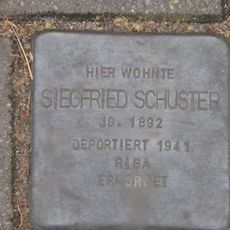 HIER WOHNTE
SIEGFRIED SCHUSTER
JG. 1892
DEPORTIERT 1941
RIGA
ERMORDET